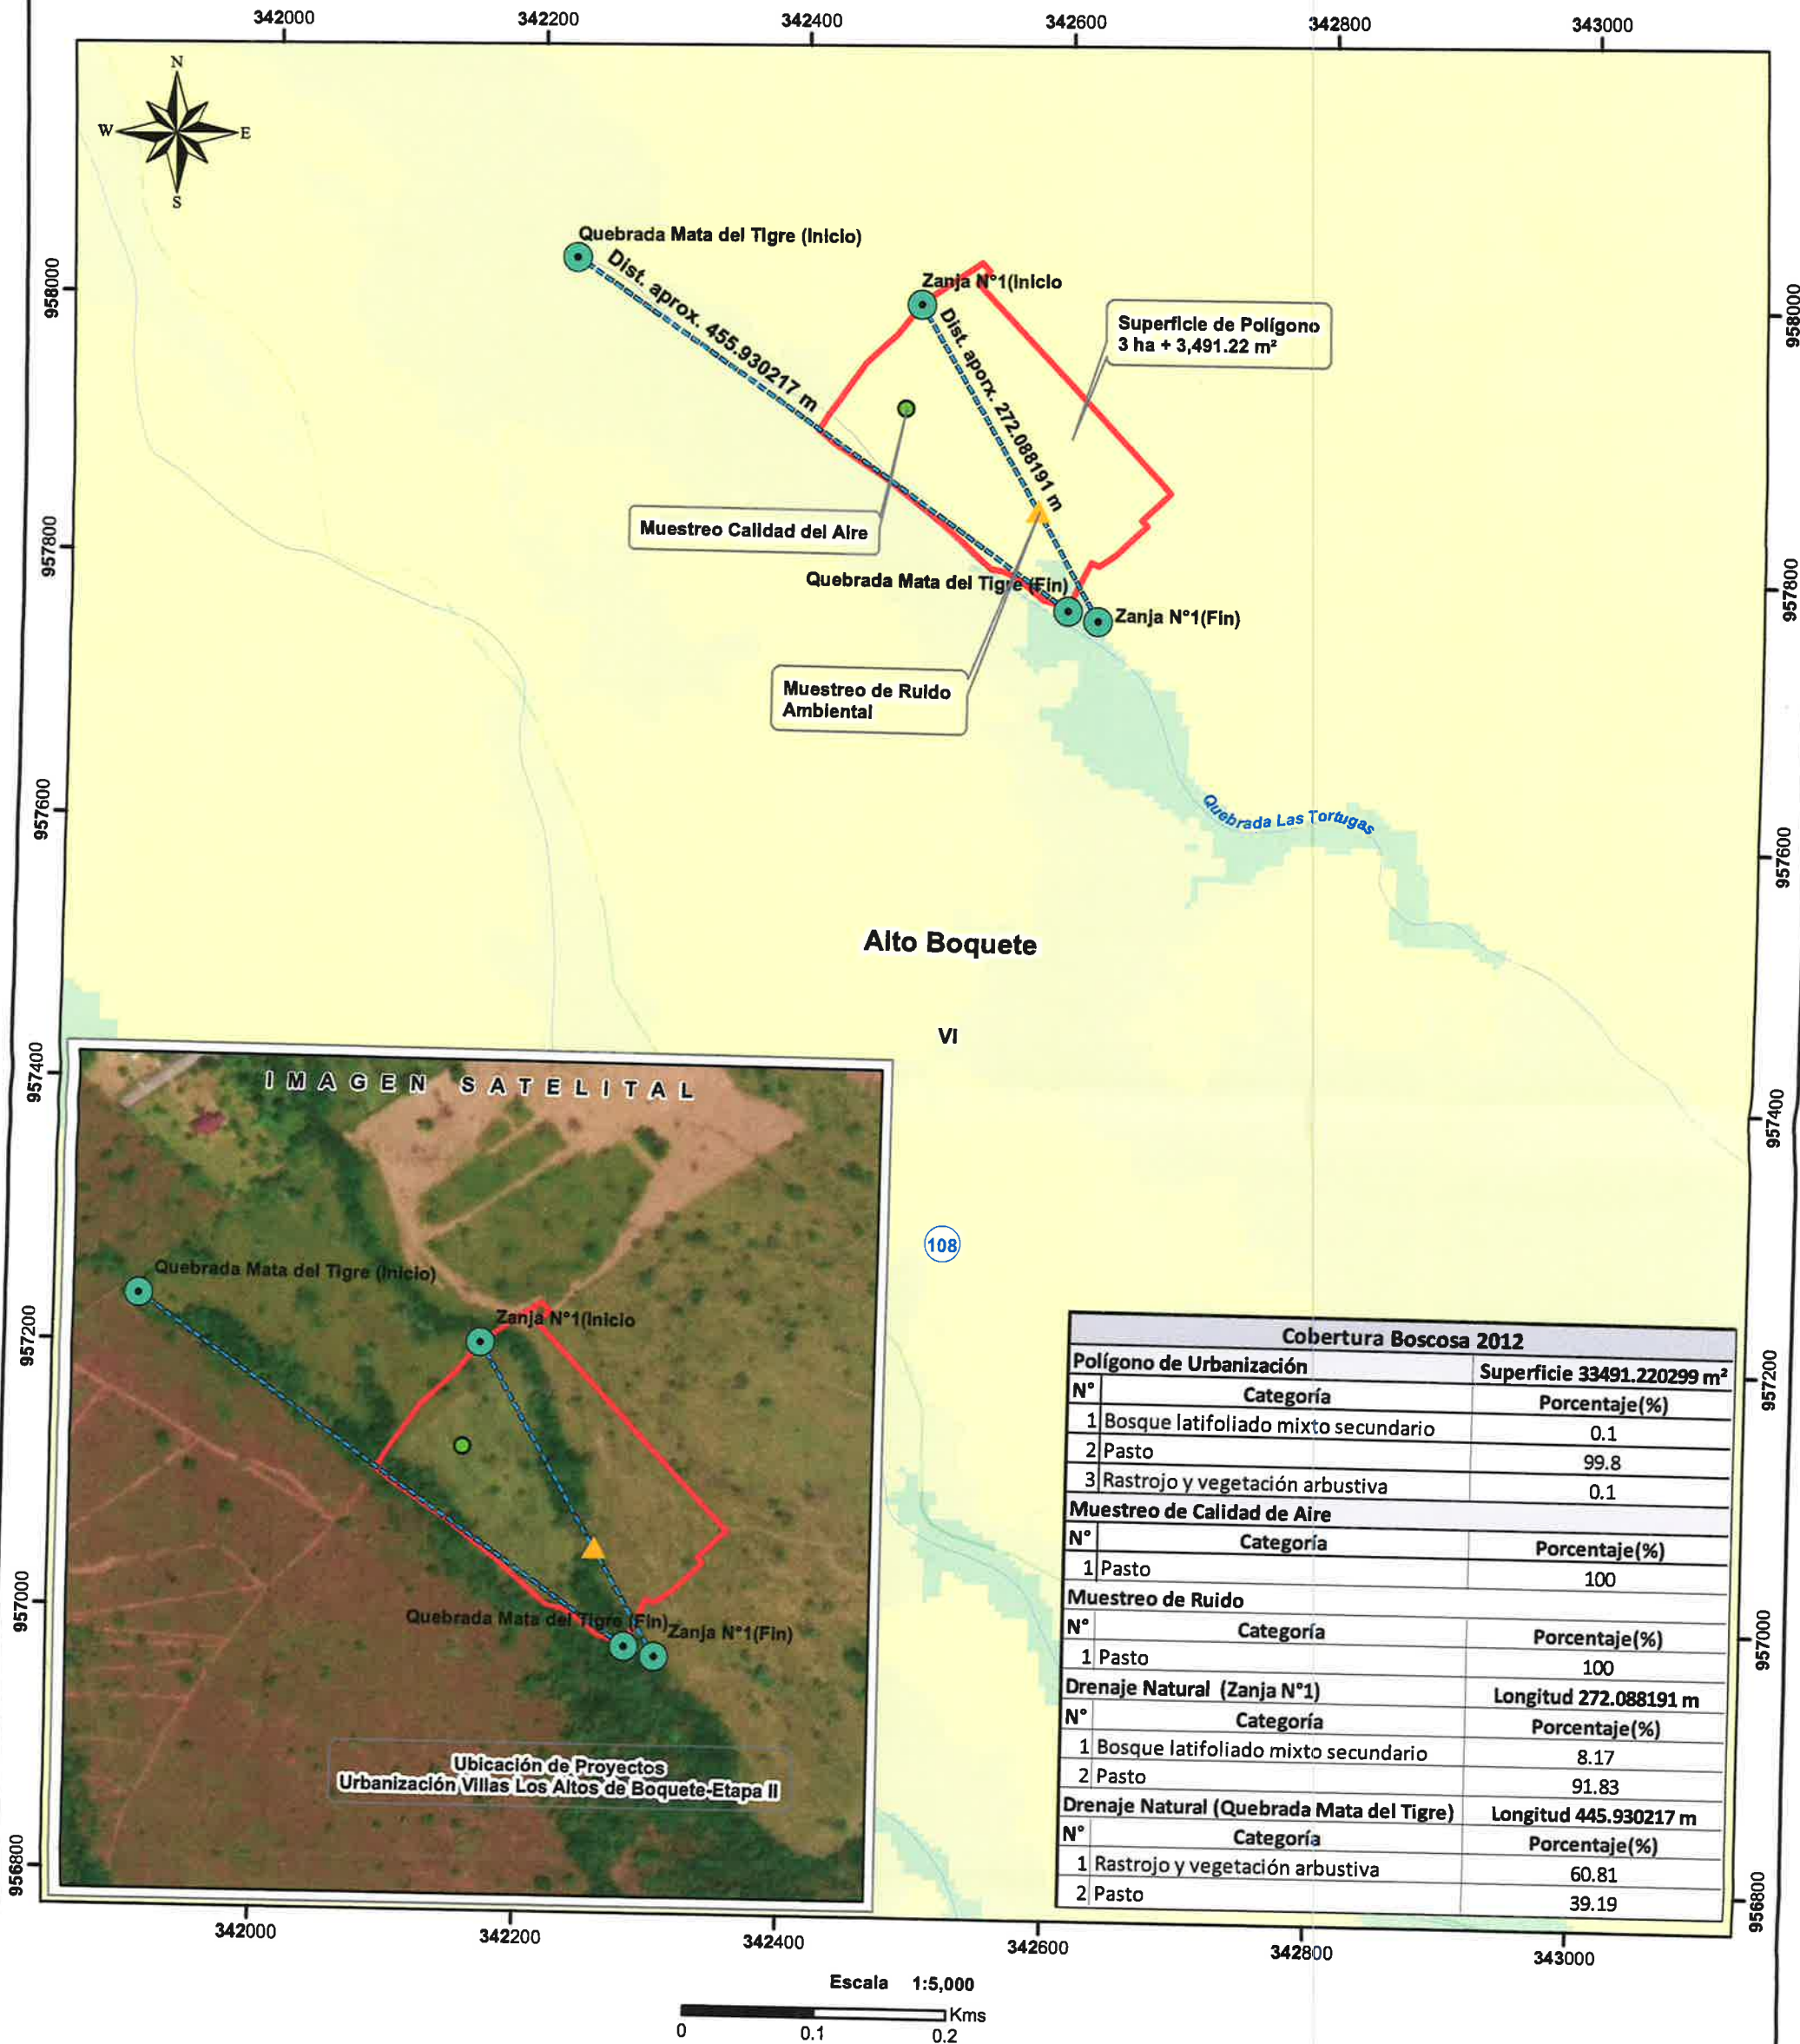 342000
342200
342400
342600
342800
343000
N
W
E
S
958000
957800
957600
957400
957200
957000
956800
958000
957800
957600
957400
957200
957000
956800
Quebrada Mata del Tigre (Inicio)
Dist. aprox. 455.930217 m
Zanja N°1(Inicio
Dist. aporx. 272.088191 m
Superficie de Polígono
3 ha + 3,491.22 m²
Muestreo Calidad del Aire
Quebrada Mata del Tigre (Fin)
Zanja N°1(Fin)
Muestreo de Ruido
Ambiental
Quebrada Las Tortugas
Alto Boquete
VI
108
IMAGEN SATELITAL
Quebrada Mata del Tigre (Inicio)
Zanja N°1(Inicio
Quebrada Mata del Tigre (Fin)
Zanja N°1(Fin)
Ubicación de Proyectos
Urbanización Villas Los Altos de Boquete-Etapa II
Cobertura Boscosa 2012
Polígono de Urbanización Superficie 33491.220299 m²
N° Categoría Porcentaje(%)
1 Bosque latifoliado mixto secundario 0.1
2 Pasto 99.8
3 Rastrojo y vegetación arbustiva 0.1
Muestreo de Calidad de Aire
N° Categoría Porcentaje(%)
1 Pasto 100
Muestreo de Ruido
N° Categoría Porcentaje(%)
1 Pasto 100
Drenaje Natural (Zanja N°1) Longitud 272.088191 m
N° Categoría Porcentaje(%)
1 Bosque latifoliado mixto secundario 8.17
2 Pasto 91.83
Drenaje Natural (Quebrada Mata del Tigre) Longitud 445.930217 m
N° Categoría Porcentaje(%)
1 Rastrojo y vegetación arbustiva 60.81
2 Pasto 39.19
342000
342200
342400
342600
342800
343000
Escala 1:5,000
Kms
0
0.1
0.2